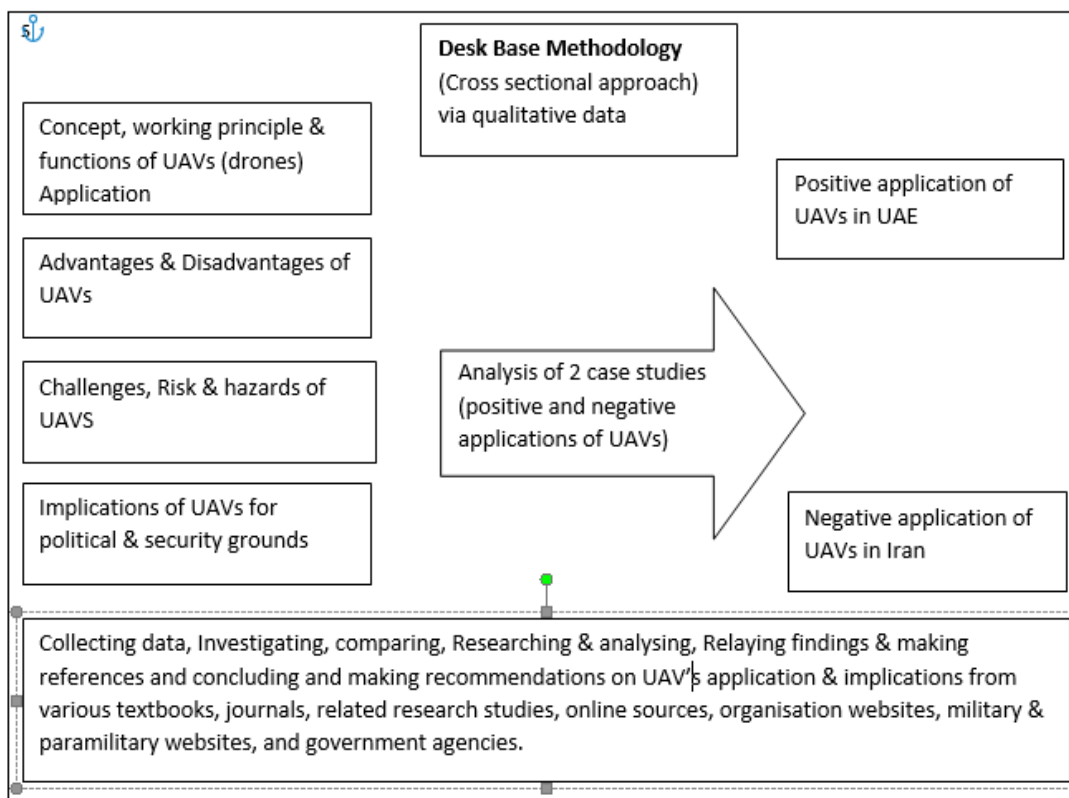 5
Desk Base Methodology
(Cross sectional approach)
via qualitative data
Concept, working principle &
functions of UAVs (drones)
Application
Positive application of
UAVs in UAE
Advantages & Disadvantages of
UAVs
Analysis of 2 case studies
(positive and negative
applications of UAVs)
Challenges, Risk & hazards of
UAVS
Implications of UAVs for
political & security grounds
Negative application of
UAVs in Iran
Collecting data, Investigating, comparing, Researching & analysing, Relaying findings & making
references and concluding and making recommendations on UAV’s application & implications from
various textbooks, journals, related research studies, online sources, organisation websites, military &
paramilitary websites, and government agencies.